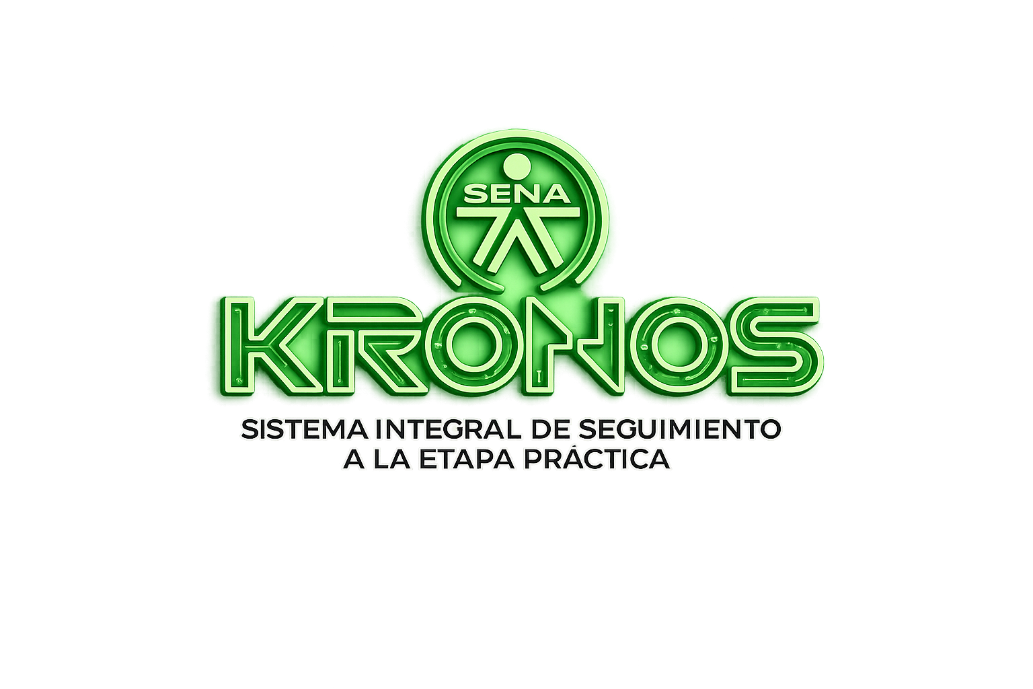 SENA
KRONOS
SISTEMA INTEGRAL DE SEGUIMIENTO
A LA ETAPA PRÁCTICA